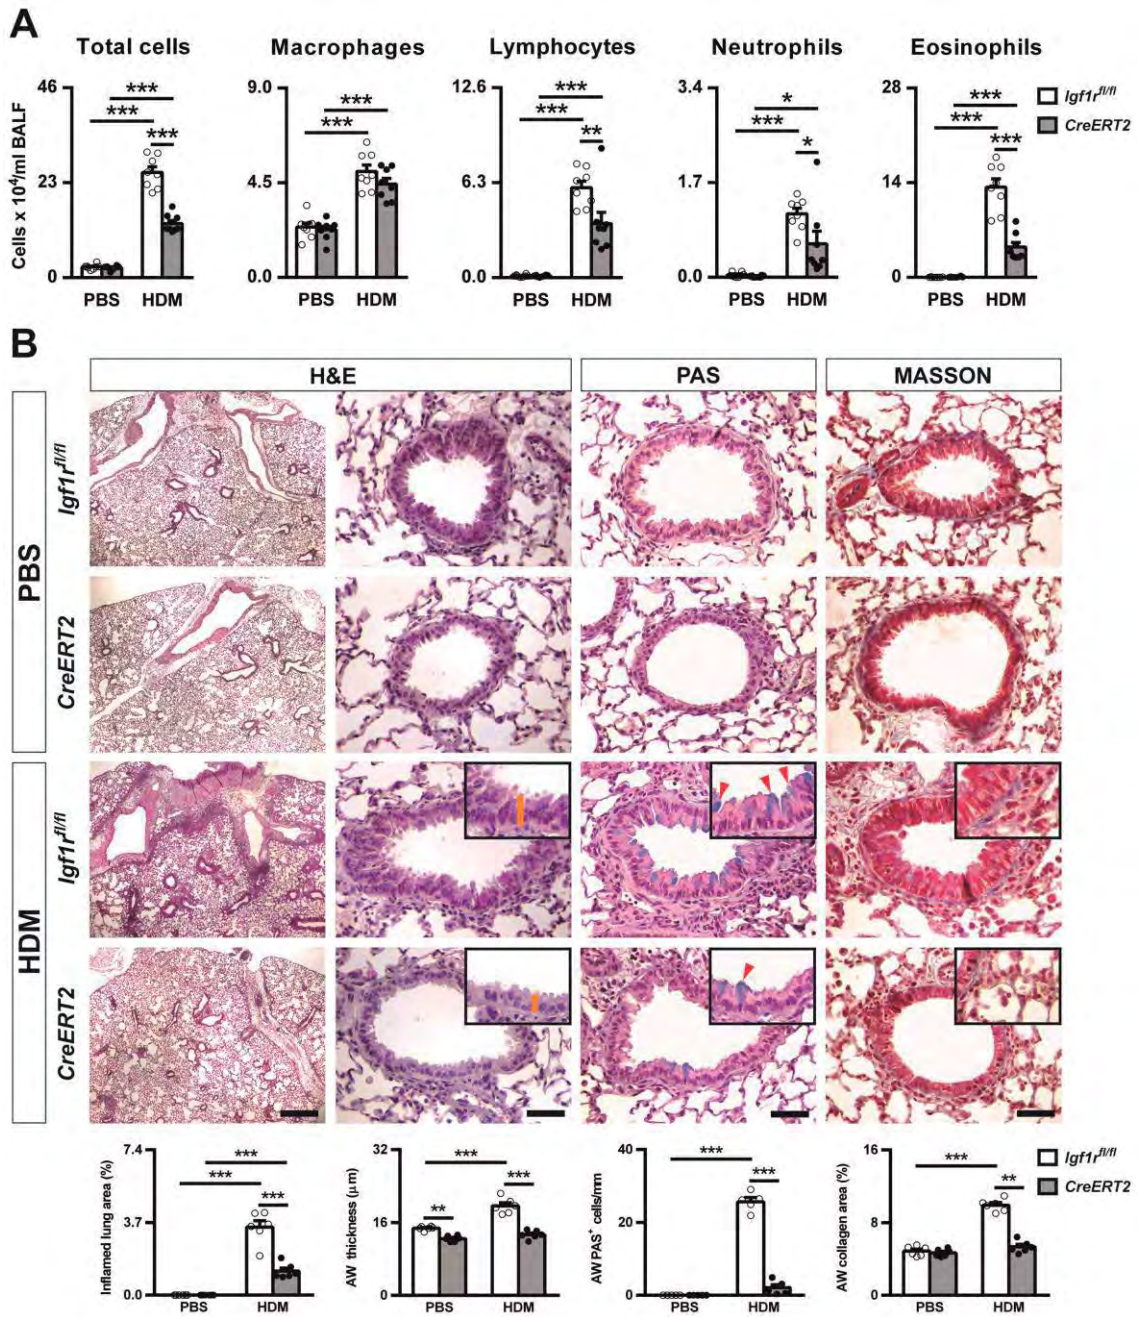 A
Total cells
Macrophages
Lymphocytes
Neutrophils
Eosinophils
Cells x 10⁴/ml BALF
46
23
0
***
***
***
PBS
HDM
9.0
4.5
0.0
***
***
PBS
HDM
12.6
6.3
0.0
***
***
**
PBS
HDM
3.4
1.7
0.0
*
***
*
PBS
HDM
28
14
0
***
***
***
PBS
HDM
Igf1r^fl/fl
CreERT2
B
H&E
PAS
MASSON
PBS
Igf1r^fl/fl
CreERT2
HDM
Igf1r^fl/fl
CreERT2
Inflamed lung area (%)
7.4
3.7
0.0
***
***
***
PBS
HDM
AW thickness (µm)
32
16
0
***
**
***
PBS
HDM
AW PAS⁺ cells/mm
40
20
0
***
***
PBS
HDM
AW collagen area (%)
16
8
0
***
**
PBS
HDM
Igf1r^fl/fl
CreERT2